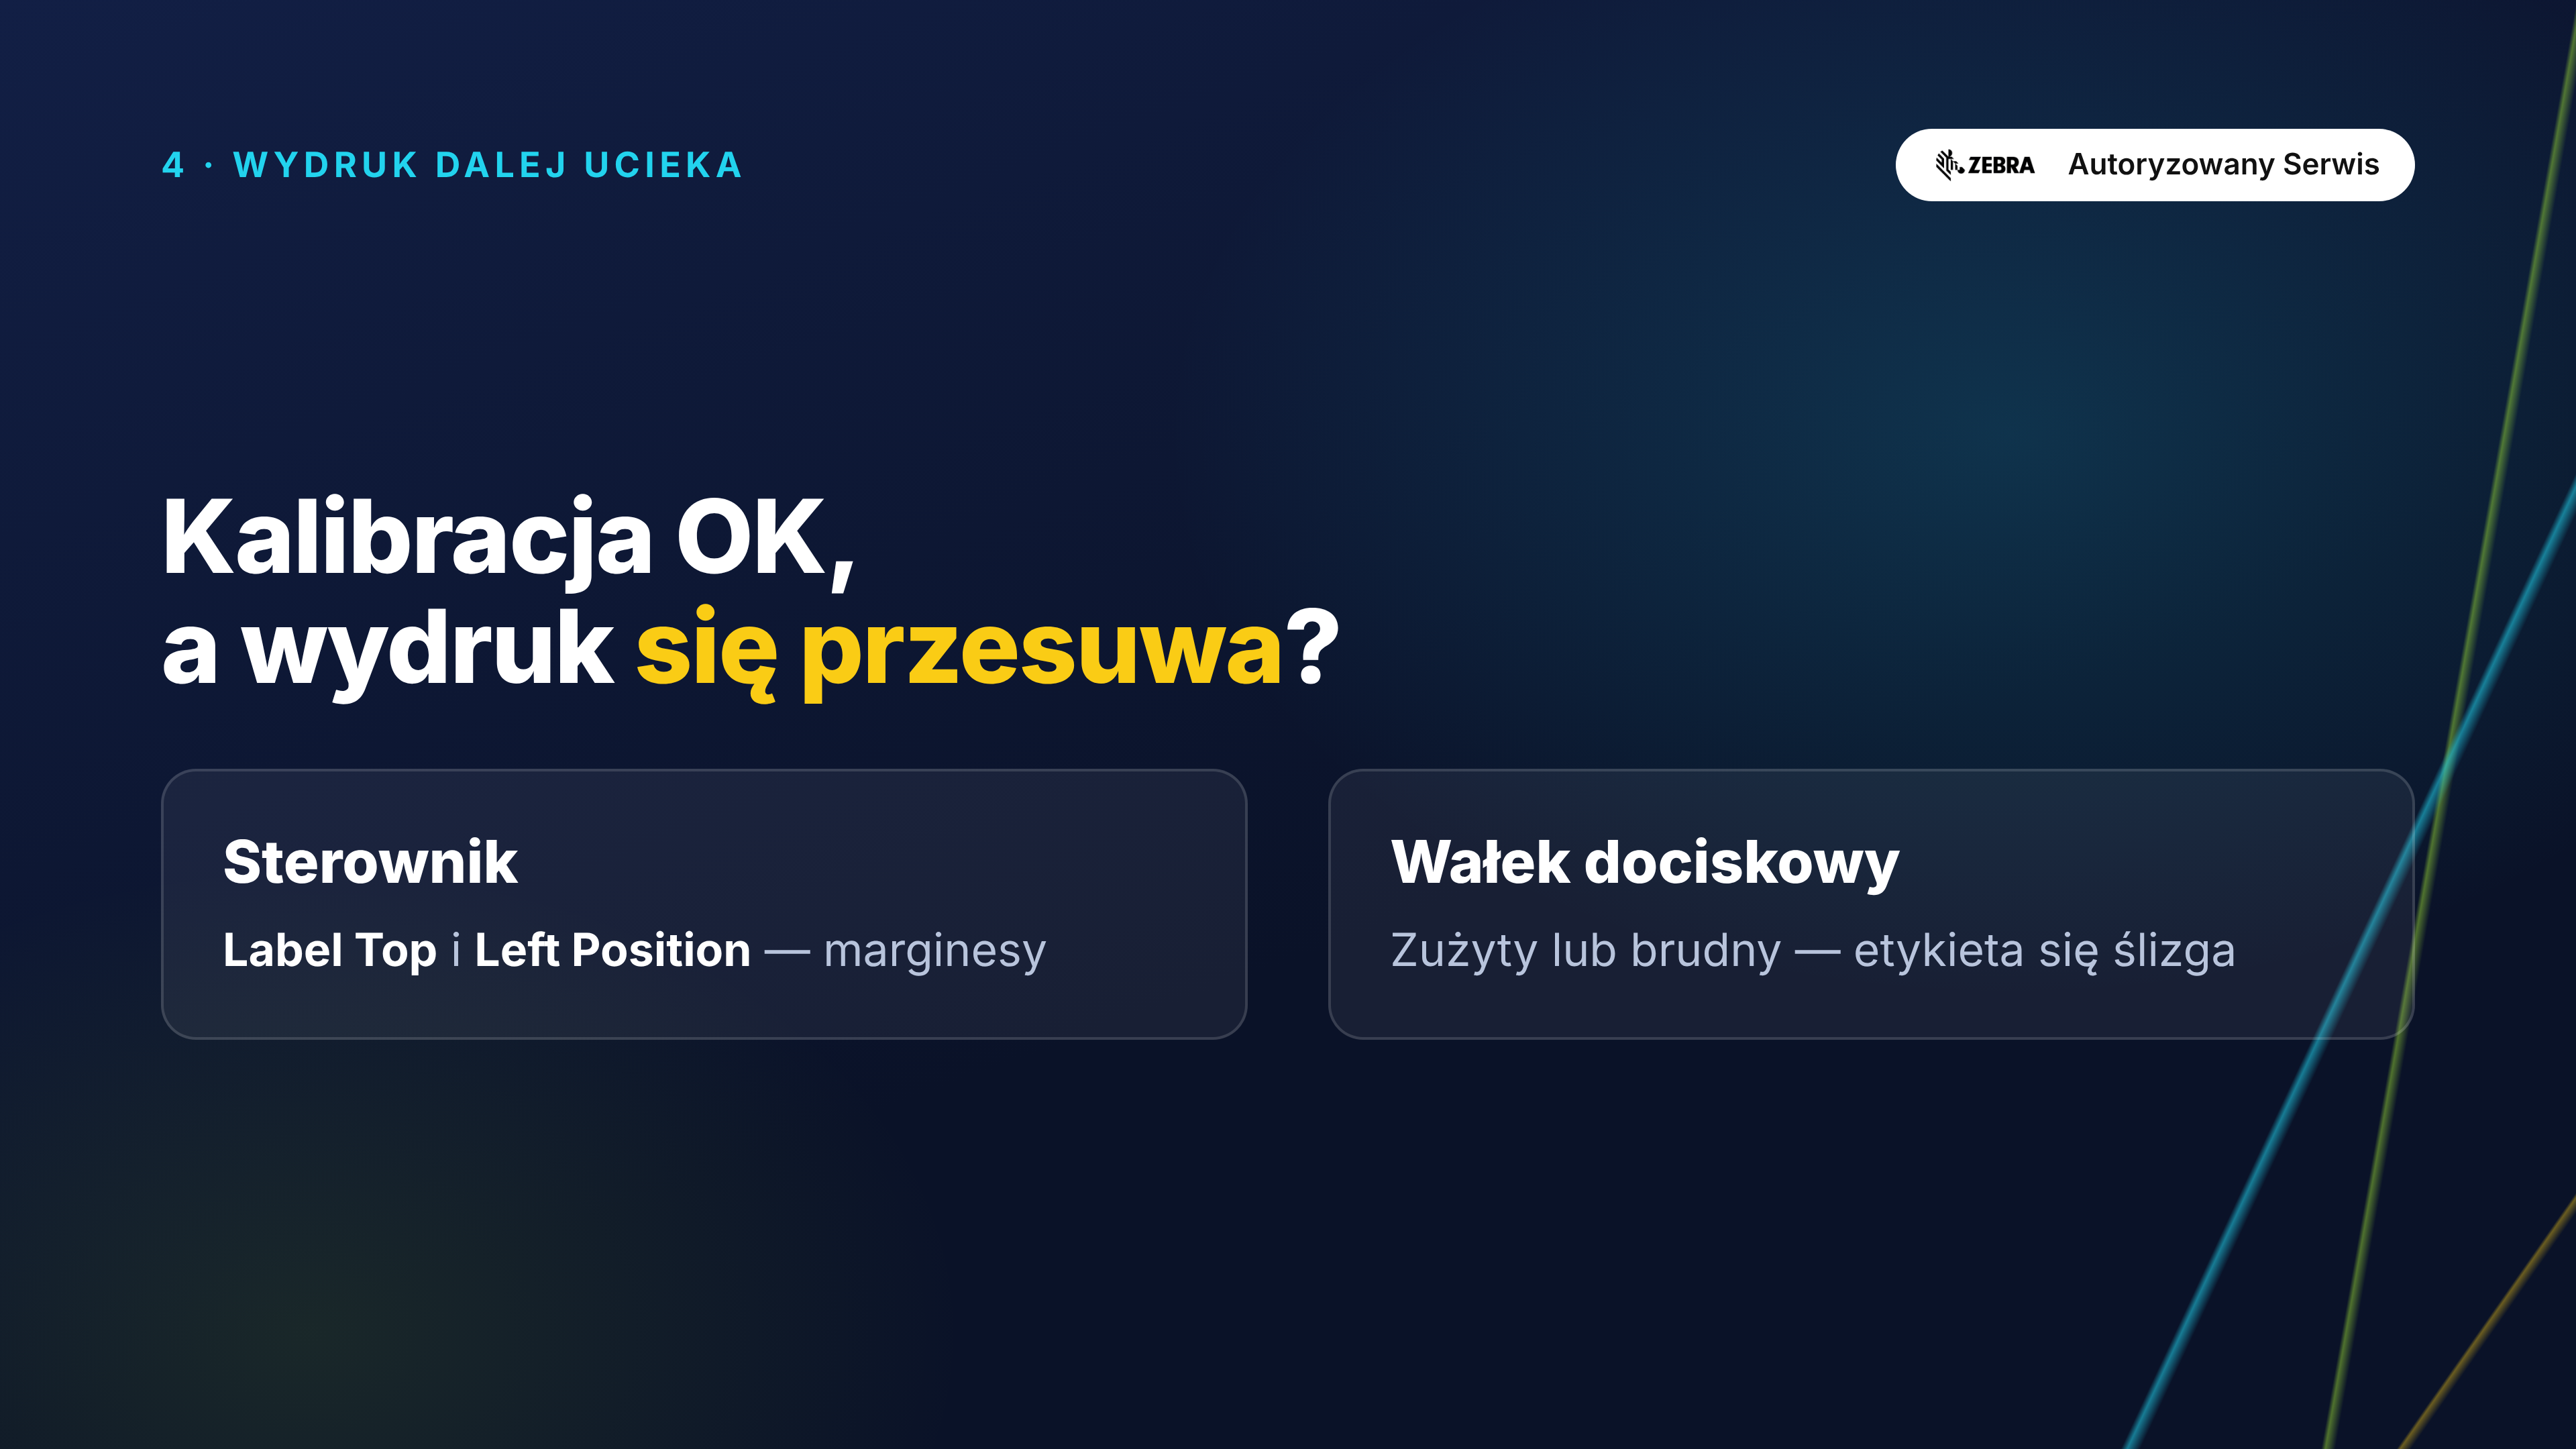 4 · WYDRUK DALEJ UCIEKA
ZEBRA Autoryzowany Serwis
Kalibracja OK,
a wydruk się przesuwa?
Sterownik
Label Top i Left Position — marginesy
Wałek dociskowy
Zużyty lub brudny — etykieta się ślizga